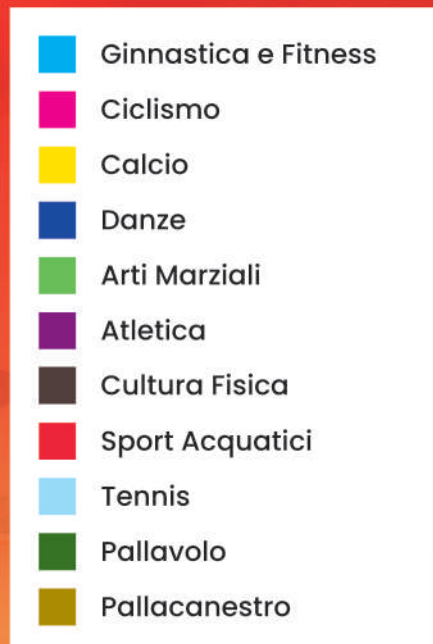 Ginnastica e Fitness
Ciclismo
Calcio
Danze
Arti Marziali
Atletica
Cultura Fisica
Sport Acquatici
Tennis
Pallavolo
Pallacanestro